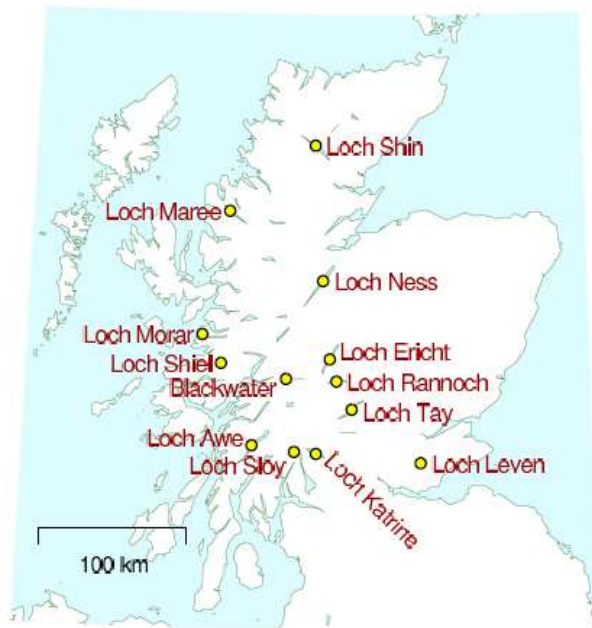 Loch Shin
Loch Maree
Loch Ness
Loch Morar
Loch Ericht
Loch Shiel
Blackwater
Loch Rannoch
Loch Tay
Loch Awe
Loch Sloy
Loch Katrine
Loch Leven
100 km